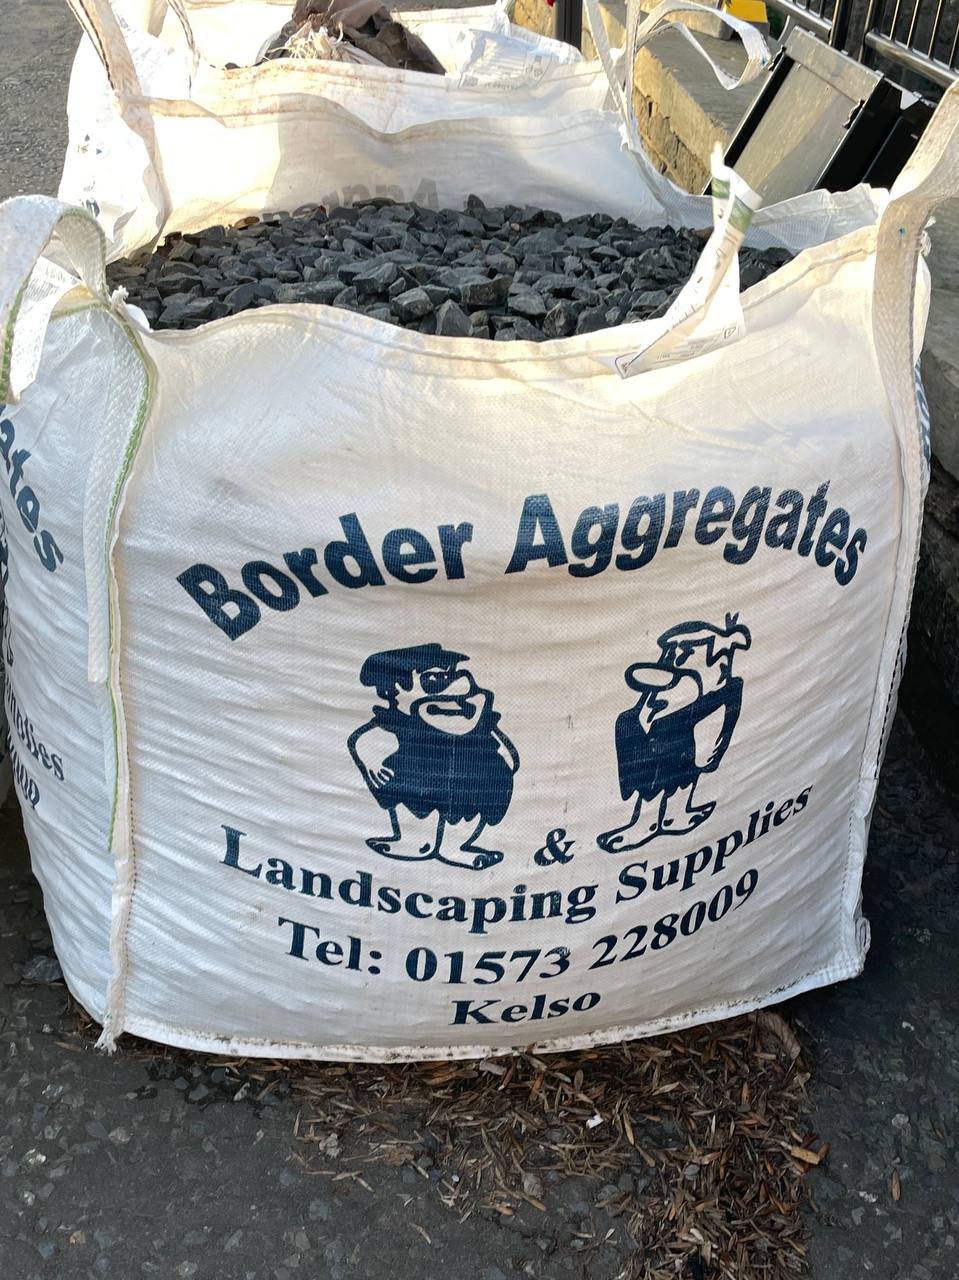 Border Aggregates
&
Landscaping Supplies
Tel: 01573 228009
Kelso